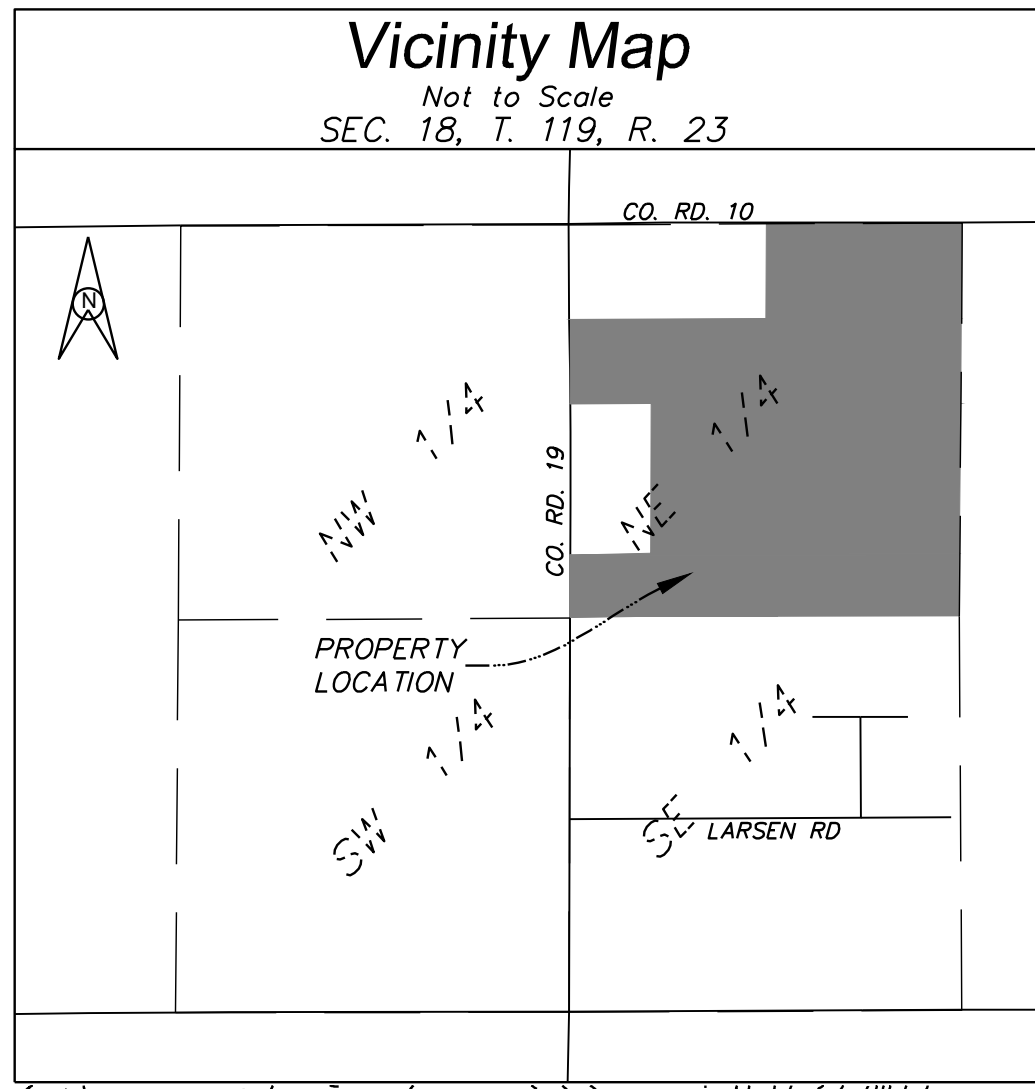 Vicinity Map
Not to Scale
SEC. 18, T. 119, R. 23
CO. RD. 10
N
NW 1/4
NE 1/4
CO. RD. 19
PROPERTY
LOCATION
SW 1/4
SE 1/4
LARSEN RD